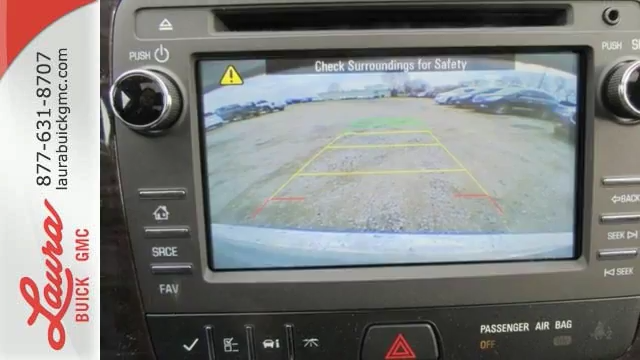 877-631-8707
laurabuickgmc.com
Laura
BUICK GMC
PUSH
Check Surroundings for Safety
PUSH
BACK
SEEK
SEEK
SRCE
FAV
PASSENGER AIR BAG
OFF